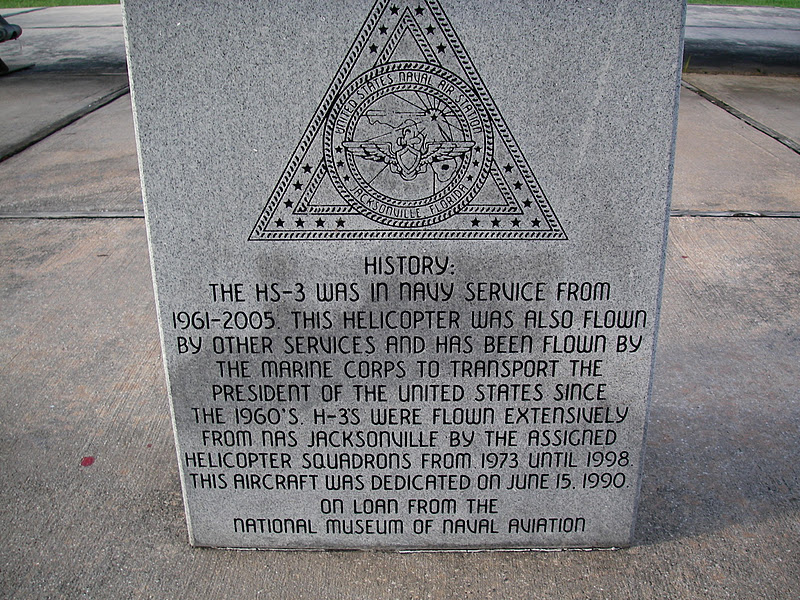 UNITED STATES NAVAL AIR STATION
JACKSONVILLE, FLORIDA
HISTORY:
THE HS-3 WAS IN NAVY SERVICE FROM
1961-2005. THIS HELICOPTER WAS ALSO FLOWN
BY OTHER SERVICES AND HAS BEEN FLOWN BY
THE MARINE CORPS TO TRANSPORT THE
PRESIDENT OF THE UNITED STATES SINCE
THE 1960'S. H-3'S WERE FLOWN EXTENSIVELY
FROM NAS JACKSONVILLE BY THE ASSIGNED
HELICOPTER SQUADRONS FROM 1973 UNTIL 1998.
THIS AIRCRAFT WAS DEDICATED ON JUNE 15, 1990.
ON LOAN FROM THE
NATIONAL MUSEUM OF NAVAL AVIATION